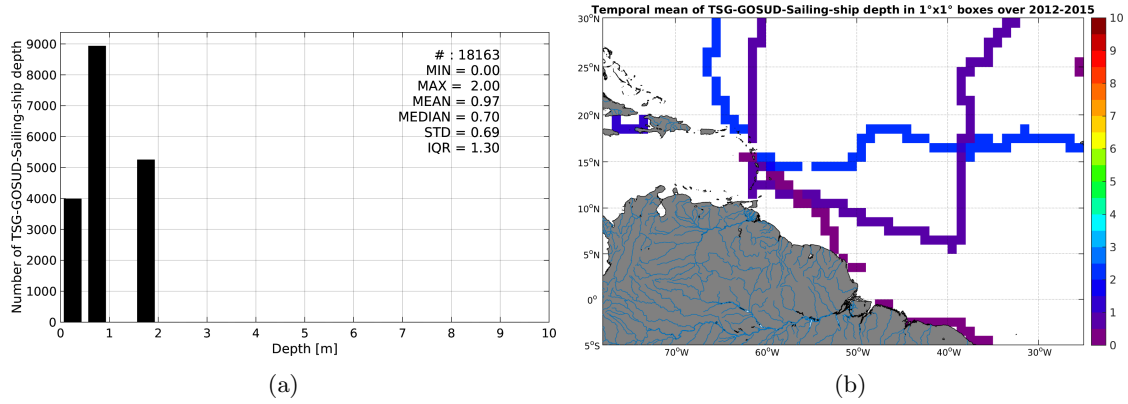 Number of TSG-GOSUD-Sailing-ship depth
9000
8000
7000
6000
5000
4000
3000
2000
1000
0
0 1 2 3 4 5 6 7 8 9 10
Depth [m]
# : 18163
MIN = 0.00
MAX = 2.00
MEAN = 0.97
MEDIAN = 0.70
STD = 0.69
IQR = 1.30
(a)
Temporal mean of TSG-GOSUD-Sailing-ship depth in 1°x1° boxes over 2012-2015
30°N
25°N
20°N
15°N
10°N
5°N
0°
5°S
70°W 60°W 50°W 40°W 30°W
10
9
8
7
6
5
4
3
2
1
0
(b)